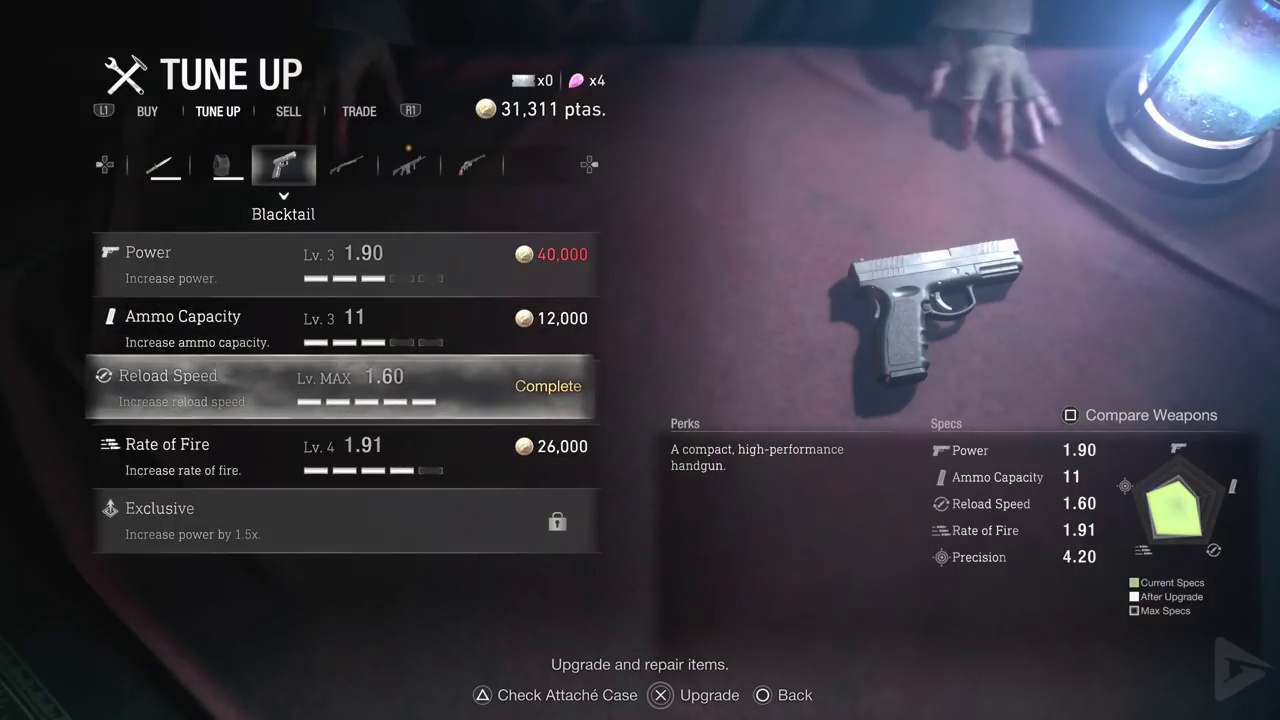 TUNE UP
x0 x4
L1 BUY TUNE UP SELL TRADE R1
31,311 ptas.
Blacktail
Power Lv. 3 1.90 40,000
Increase power.
Ammo Capacity Lv. 3 11 12,000
Increase ammo capacity.
Reload Speed Lv. MAX 1.60 Complete
Increase reload speed.
Rate of Fire Lv. 4 1.91 26,000
Increase rate of fire.
Exclusive
Increase power by 1.5x.
Compare Weapons
Perks
A compact, high-performance
handgun.
Specs
Power 1.90
Ammo Capacity 11
Reload Speed 1.60
Rate of Fire 1.91
Precision 4.20
Current Specs
After Upgrade
Max Specs
Upgrade and repair items.
Check Attaché Case Upgrade Back